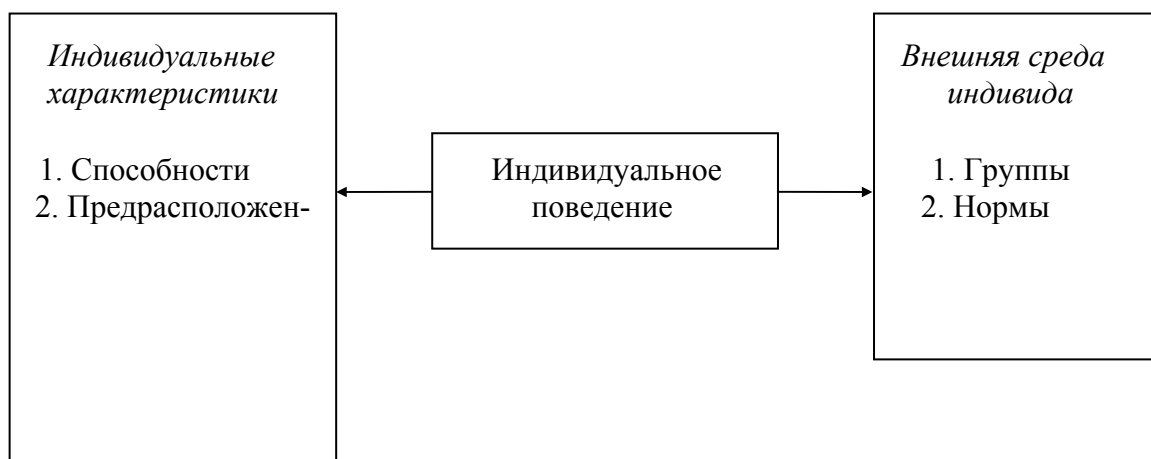 Индивидуальные
характеристики
1. Способности
2. Предрасположен-
Индивидуальное
поведение
Внешняя среда
индивида
1. Группы
2. Нормы